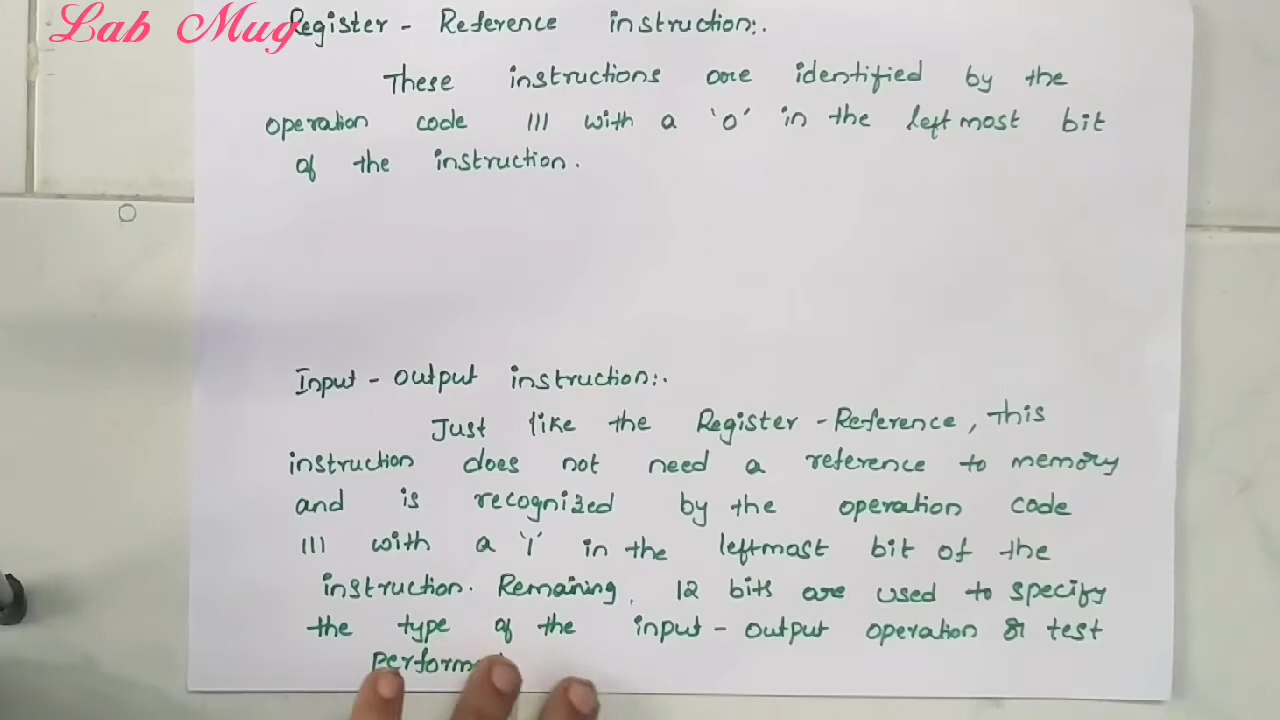 Lab Mug
Register - Reference instruction:.
These instructions are identified by the
operation code 111 with a '0' in the left most bit
of the instruction.
Input - output instruction:.
Just like the Register - Reference, this
instruction does not need a reference to memory
and is recognized by the operation code
111 with a '1' in the leftmost bit of the
instruction. Remaining, 12 bits are used to specify
the type of the input - output operation & test